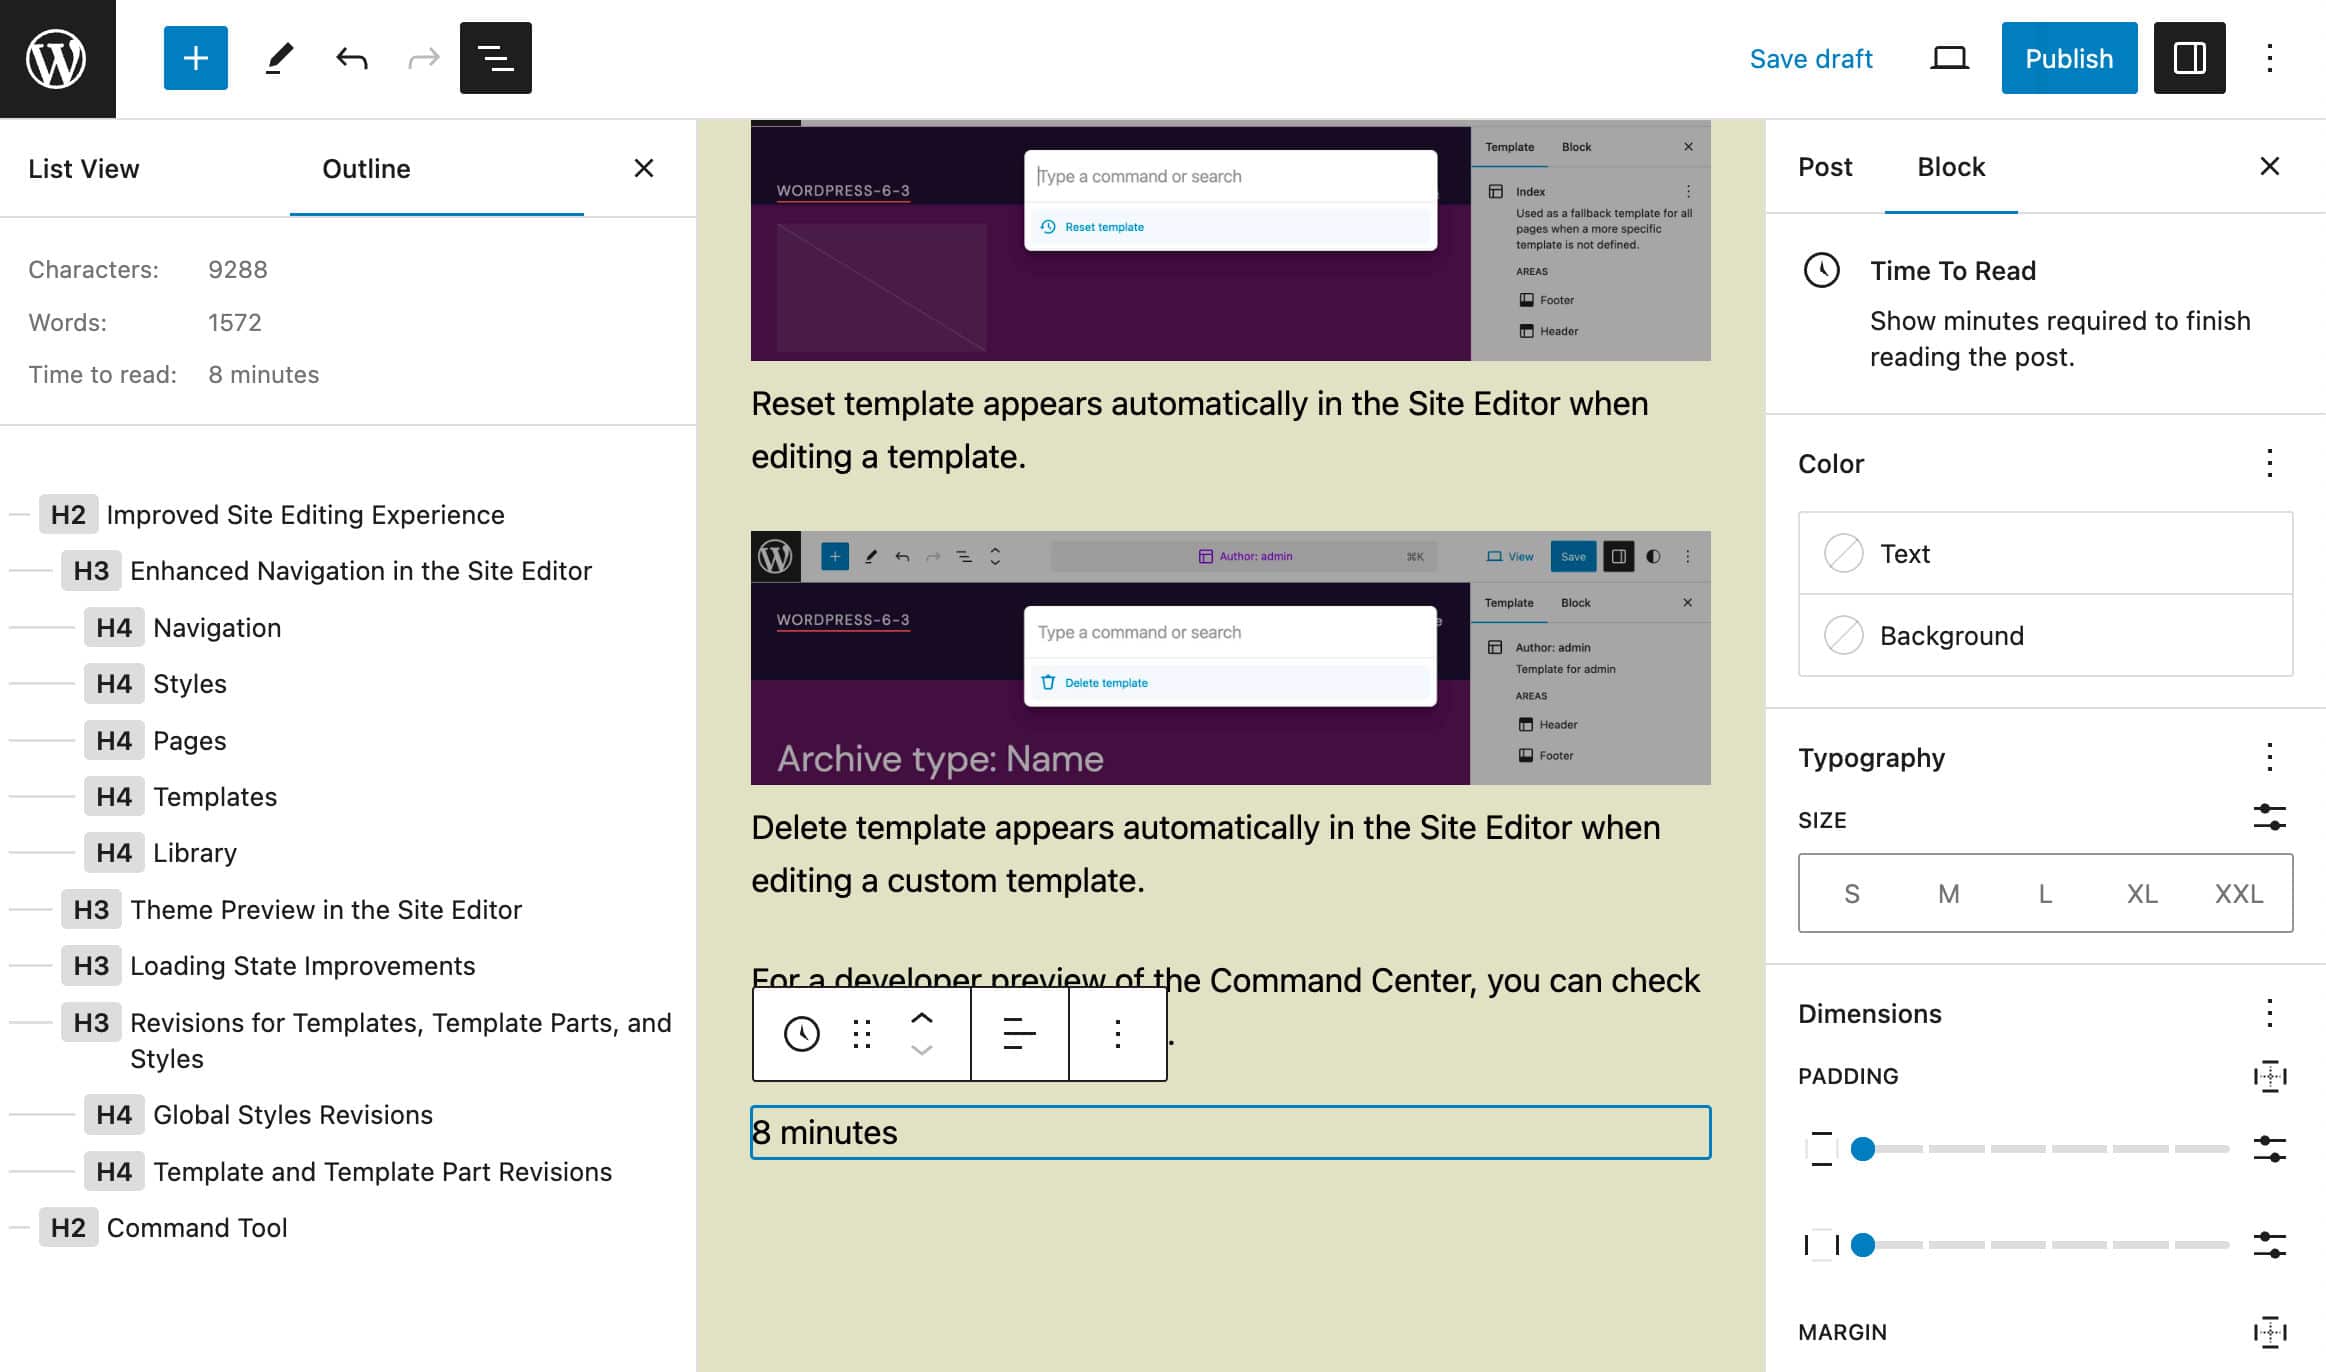 Save draft
Publish
List View
Outline
Characters: 9288
Words: 1572
Time to read: 8 minutes
H2 Improved Site Editing Experience
H3 Enhanced Navigation in the Site Editor
H4 Navigation
H4 Styles
H4 Pages
H4 Templates
H4 Library
H3 Theme Preview in the Site Editor
H3 Loading State Improvements
H3 Revisions for Templates, Template Parts, and
Styles
H4 Global Styles Revisions
H4 Template and Template Part Revisions
H2 Command Tool
WORDPRESS-6-3
Type a command or search
Reset template
Template Block
Index
Used as a fallback template for all
pages when a more specific
template is not defined.
AREAS
Footer
Header
Reset template appears automatically in the Site Editor when
editing a template.
Author: admin
⌘K
View
Save
WORDPRESS-6-3
Type a command or search
Delete template
Archive type: Name
Template Block
Author: admin
Template for admin
AREAS
Header
Footer
Delete template appears automatically in the Site Editor when
editing a custom template.
For a developer preview of the Command Center, you can check
.
8 minutes
Post
Block
Time To Read
Show minutes required to finish
reading the post.
Color
Text
Background
Typography
SIZE
S M L XL XXL
Dimensions
PADDING
MARGIN